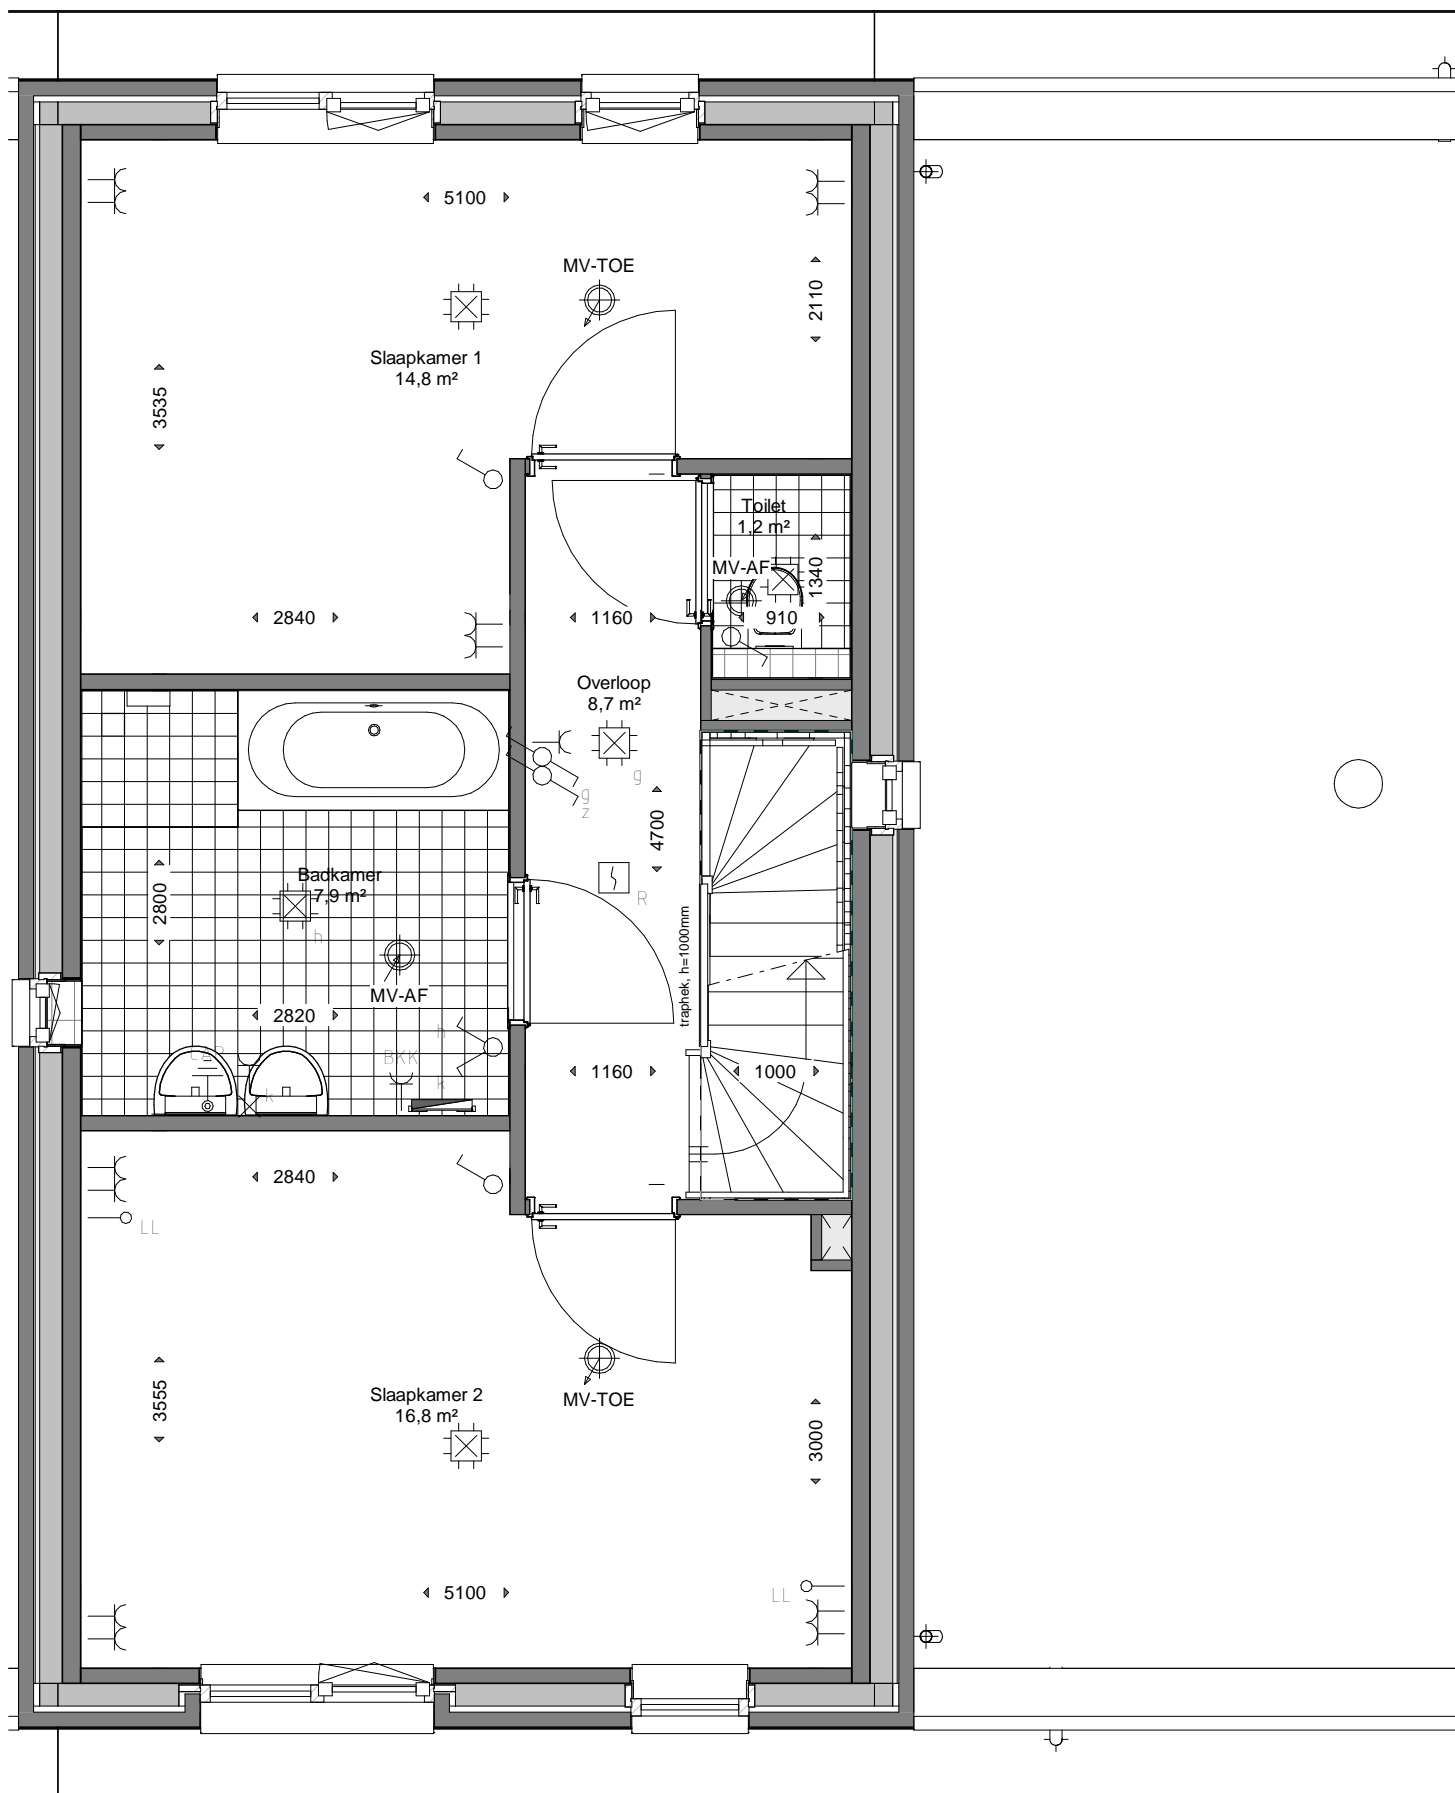 5100
MV-TOE
2110
Slaapkamer 1
14,8 m²
3535
Toilet
1,2 m²
MV-AF
1340
2840
1160
910
Overloop
8,7 m²
g
g
z
4700
Badkamer
7,9 m²
2800
R
h
traphek, h=1000mm
MV-AF
2820
h
BKK
k
k
1160
1000
2840
LL
3555
Slaapkamer 2
16,8 m²
MV-TOE
3000
5100
LL